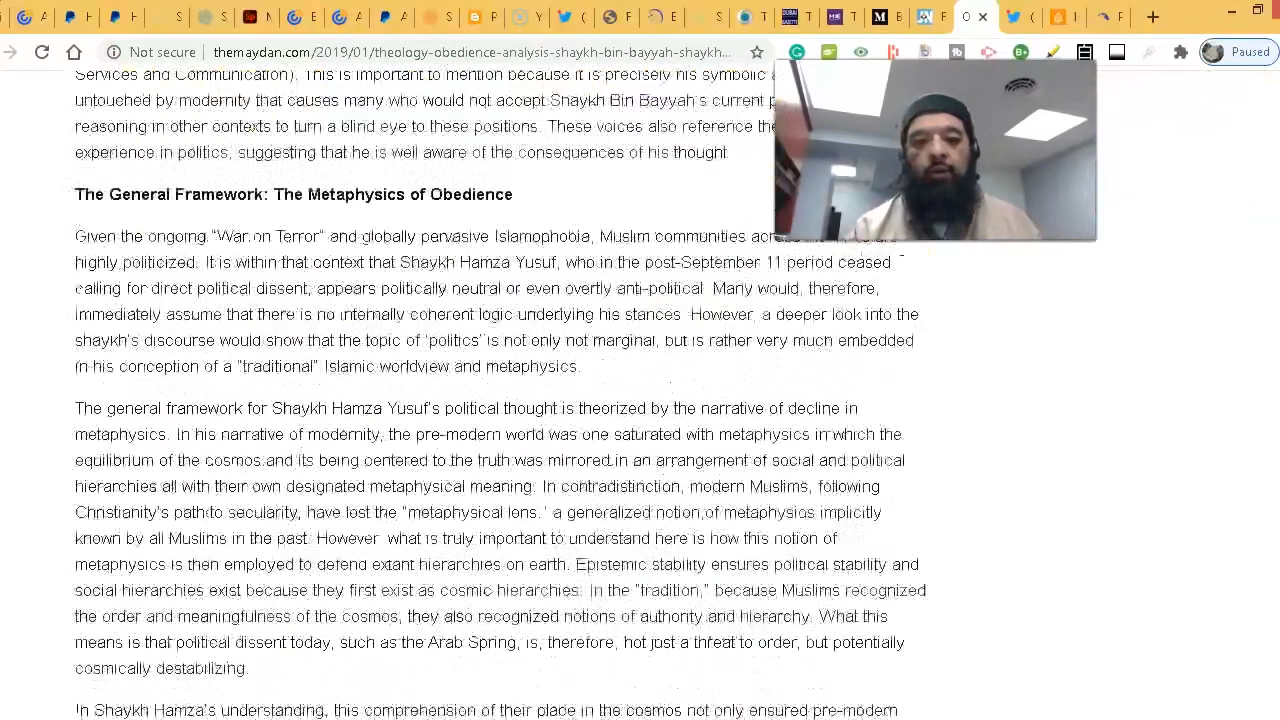 Not secure themaydan.com/2019/01/theology-obedience-analysis-shaykh-bin-bayyah-shaykh... Paused
Services and Communication). This is important to mention because it is precisely his symbolic
untouched by modernity that causes many who would not accept Shaykh Bin Bayyah's current
reasoning in other contexts to turn a blind eye to these positions. These voices also reference the
experience in politics, suggesting that he is well aware of the consequences of his thought.
The General Framework: The Metaphysics of Obedience
Given the ongoing "War on Terror" and globally pervasive Islamophobia, Muslim communities
highly politicized. It is within that context that Shaykh Hamza Yusuf, who in the post-September 11 period ceased
calling for direct political dissent, appears politically neutral or even overtly anti-political. Many would, therefore,
immediately assume that there is no internally coherent logic underlying his stances. However, a deeper look into the
shaykh's discourse would show that the topic of "politics" is not only not marginal, but is rather very much embedded
in his conception of a "traditional" Islamic worldview and metaphysics.
The general framework for Shaykh Hamza Yusuf's political thought is theorized by the narrative of decline in
metaphysics. In his narrative of modernity, the pre-modern world was one saturated with metaphysics in which the
equilibrium of the cosmos and its being centered to the truth was mirrored in an arrangement of social and political
hierarchies all with their own designated metaphysical meaning. In contradistinction, modern Muslims, following
Christianity's path to secularity, have lost the "metaphysical lens," a generalized notion of metaphysics implicitly
known by all Muslims in the past. However, what is truly important to understand here is how this notion of
metaphysics is then employed to defend extant hierarchies on earth. Epistemic stability ensures political stability and
social hierarchies exist because they first exist as cosmic hierarchies. In the "tradition," because Muslims recognized
the order and meaningfulness of the cosmos, they also recognized notions of authority and hierarchy. What this
means is that political dissent today, such as the Arab Spring, is, therefore, not just a threat to order, but potentially
cosmically destabilizing.
In Shaykh Hamza's understanding, this comprehension of their place in the cosmos not only ensured pre-modern